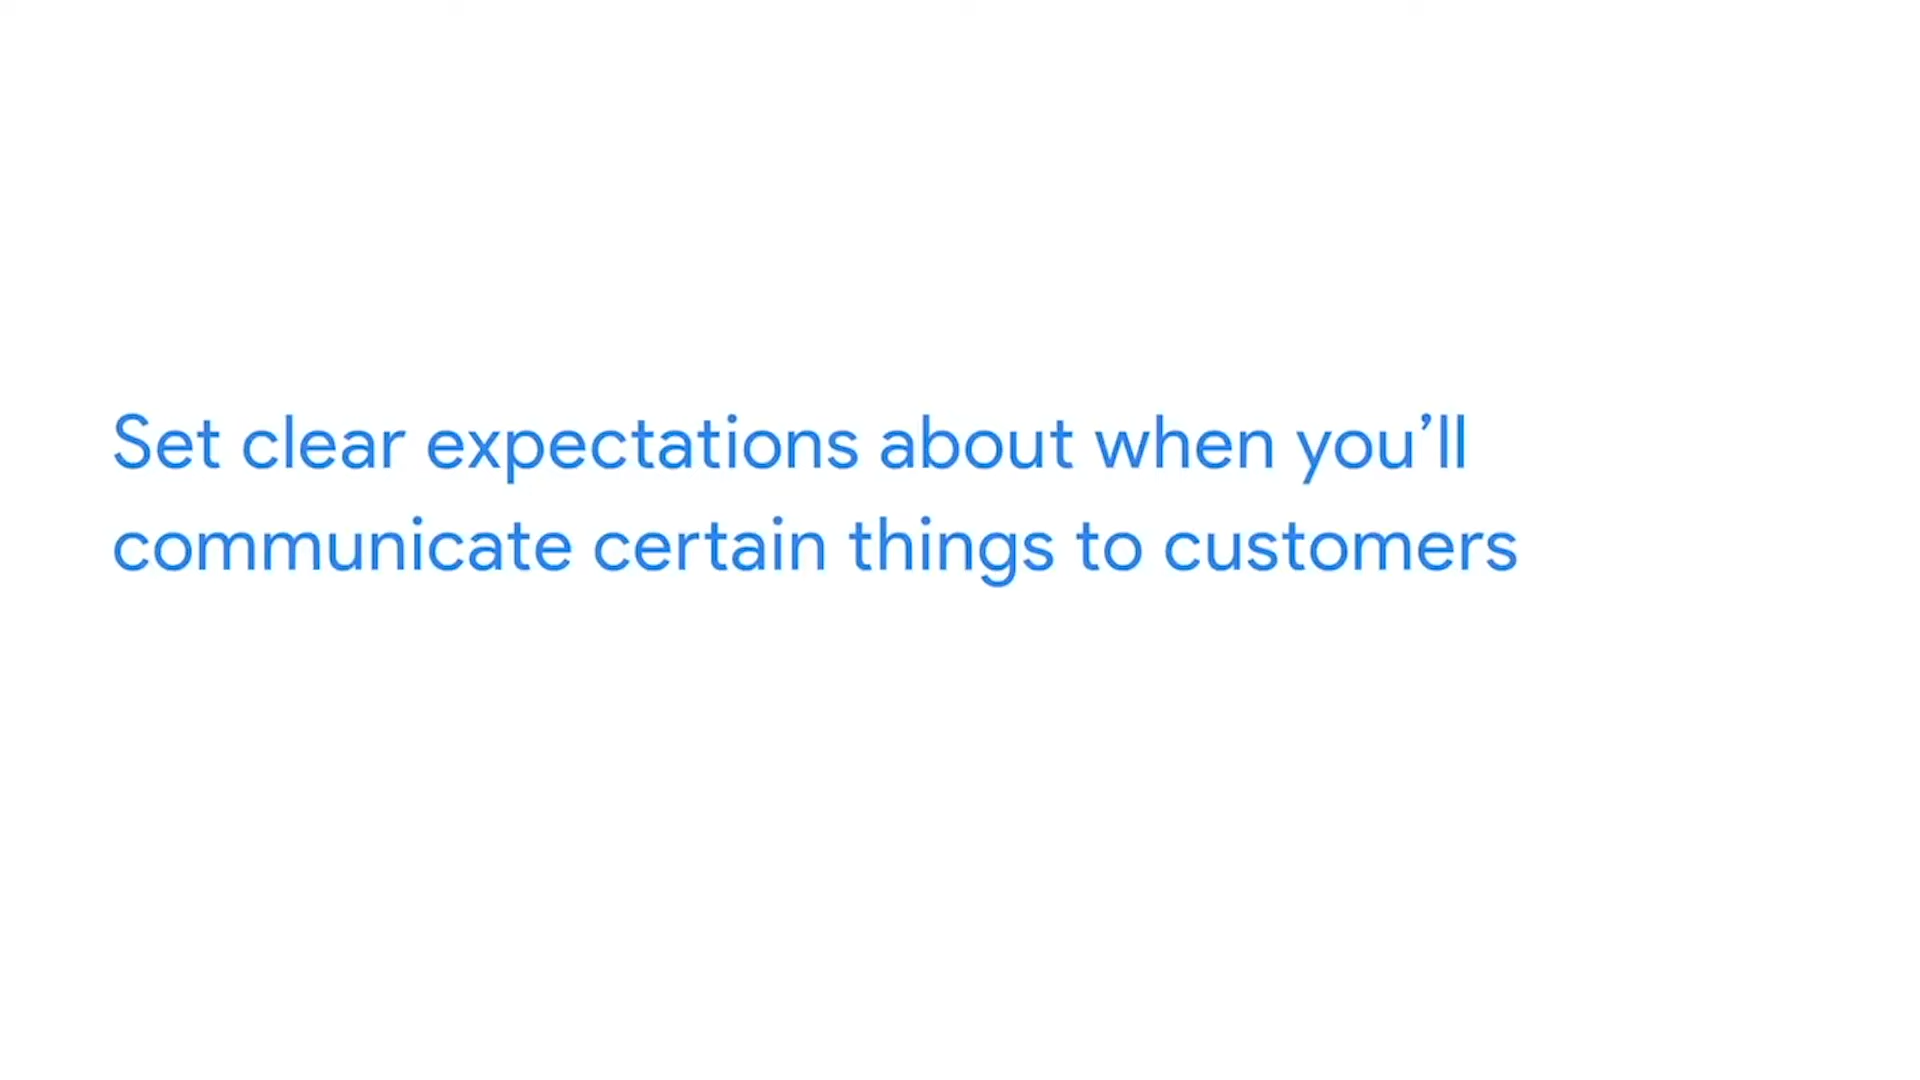 Set clear expectations about when you’ll
communicate certain things to customers